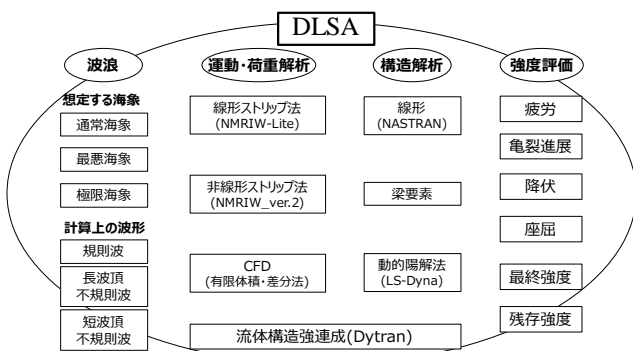 DLSA
波浪
運動・荷重解析
構造解析
強度評価
想定する海象
通常海象
最悪海象
極限海象
計算上の波形
規則波
長波頂
不規則波
短波頂
不規則波
線形ストリップ法
(NMRIW-Lite)
非線形ストリップ法
(NMRIW_ver.2)
CFD
(有限体積・差分法)
線形
(NASTRAN)
梁要素
動的陽解法
(LS-Dyna)
流体構造強連成(Dytran)
疲労
亀裂進展
降伏
座屈
最終強度
残存強度